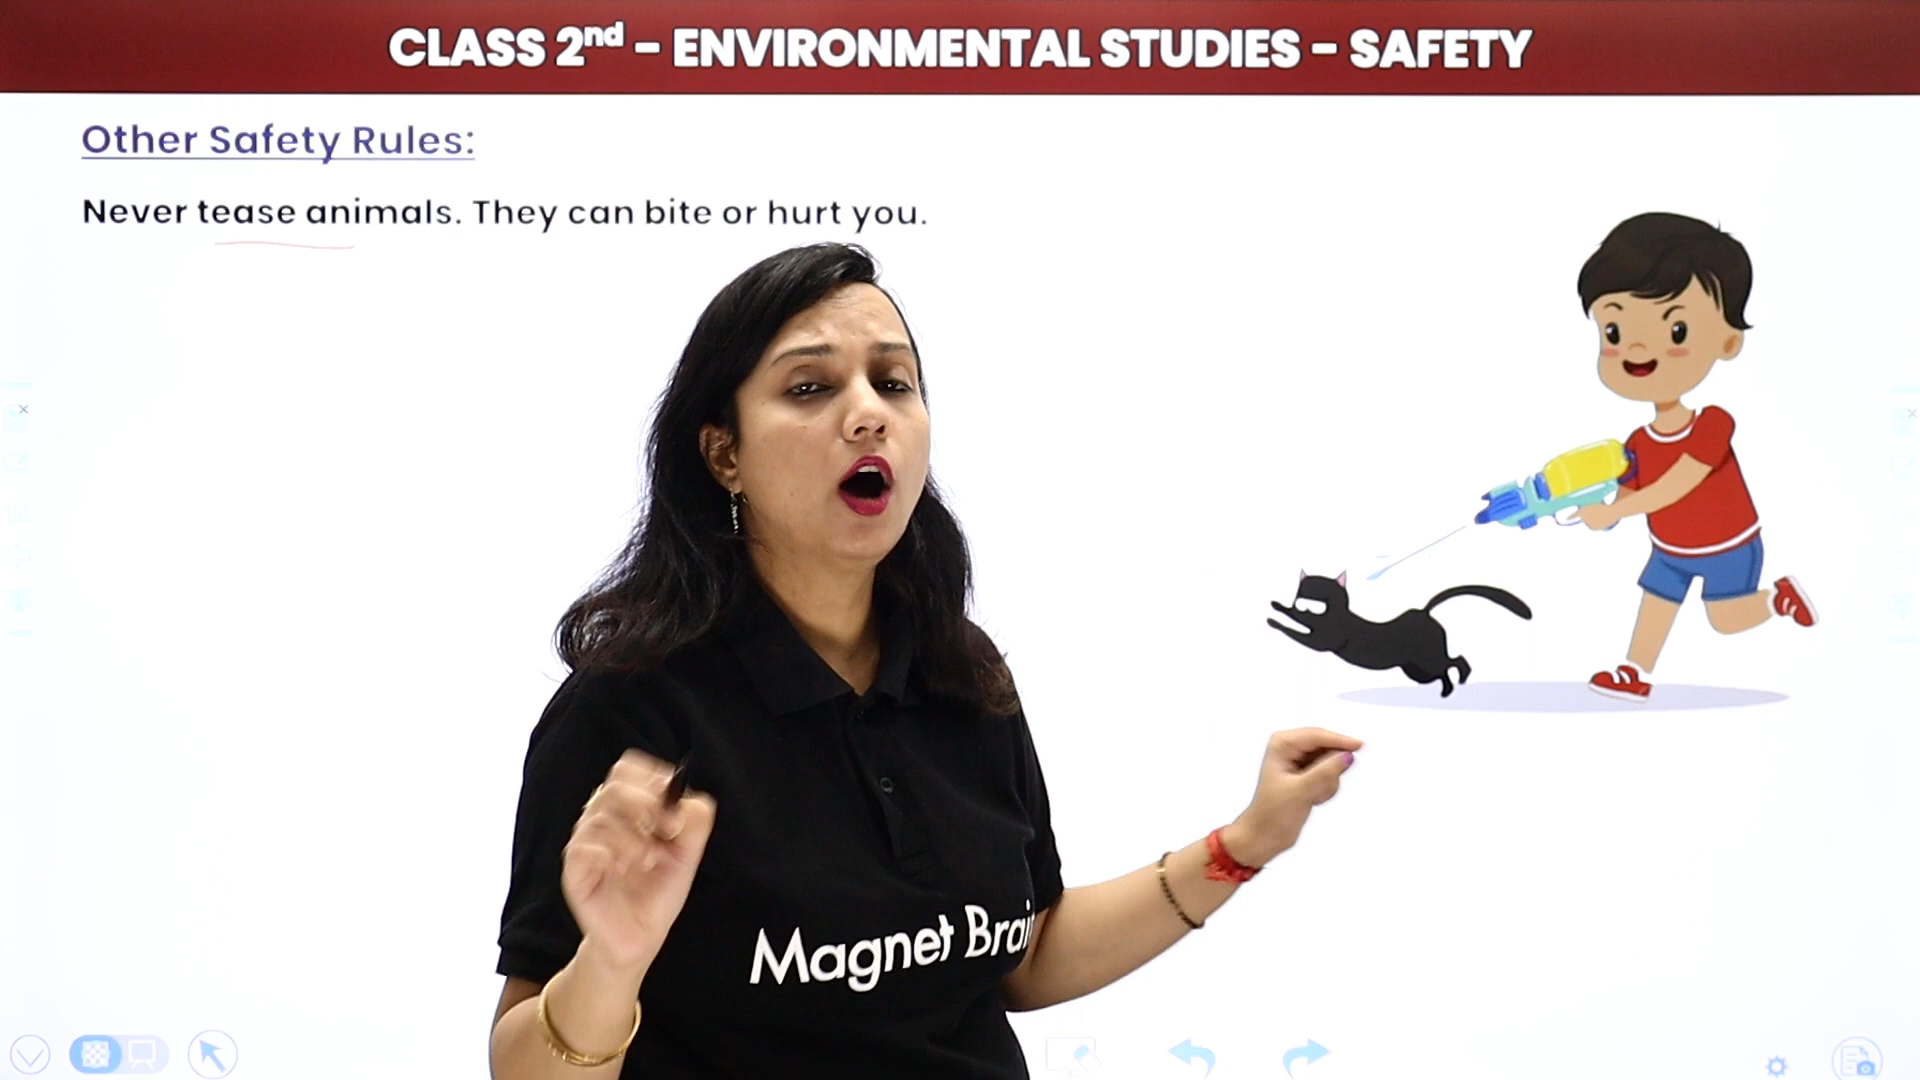 CLASS 2nd – ENVIRONMENTAL STUDIES – SAFETY
Other Safety Rules:
Never tease animals. They can bite or hurt you.
Magnet Brai